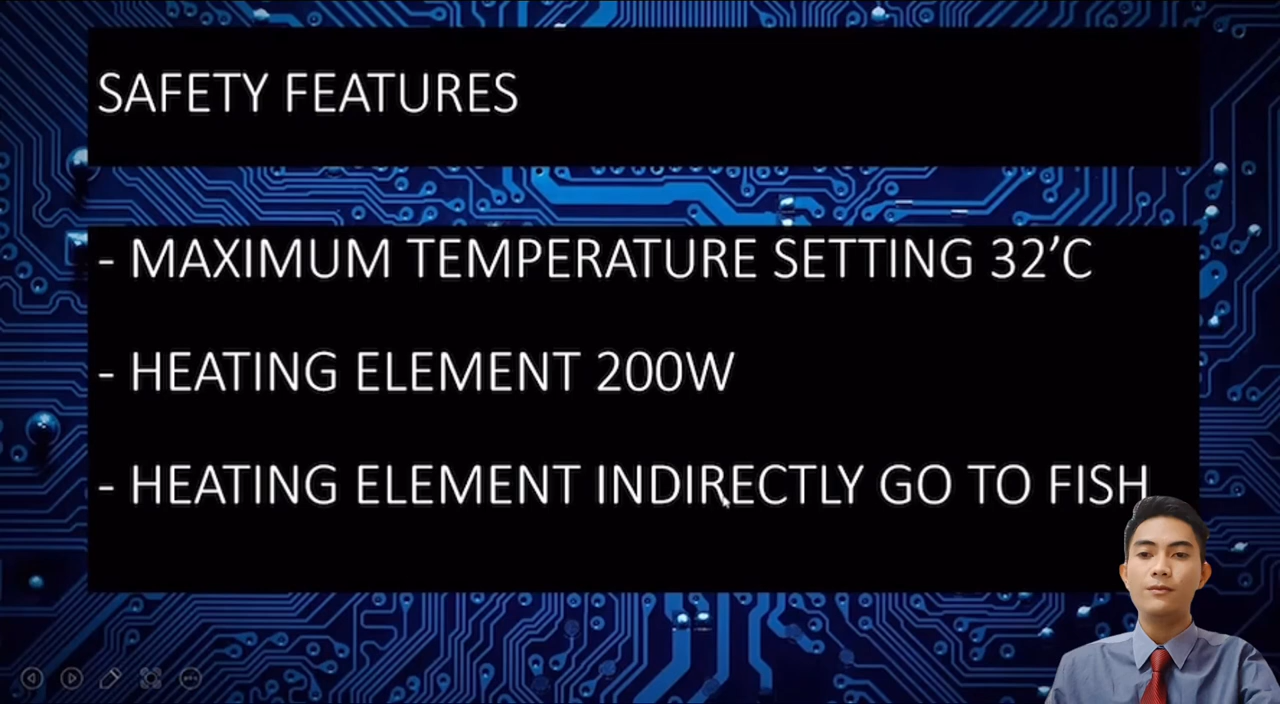 SAFETY FEATURES
- MAXIMUM TEMPERATURE SETTING 32’C
- HEATING ELEMENT 200W
- HEATING ELEMENT INDIRECTLY GO TO FISH